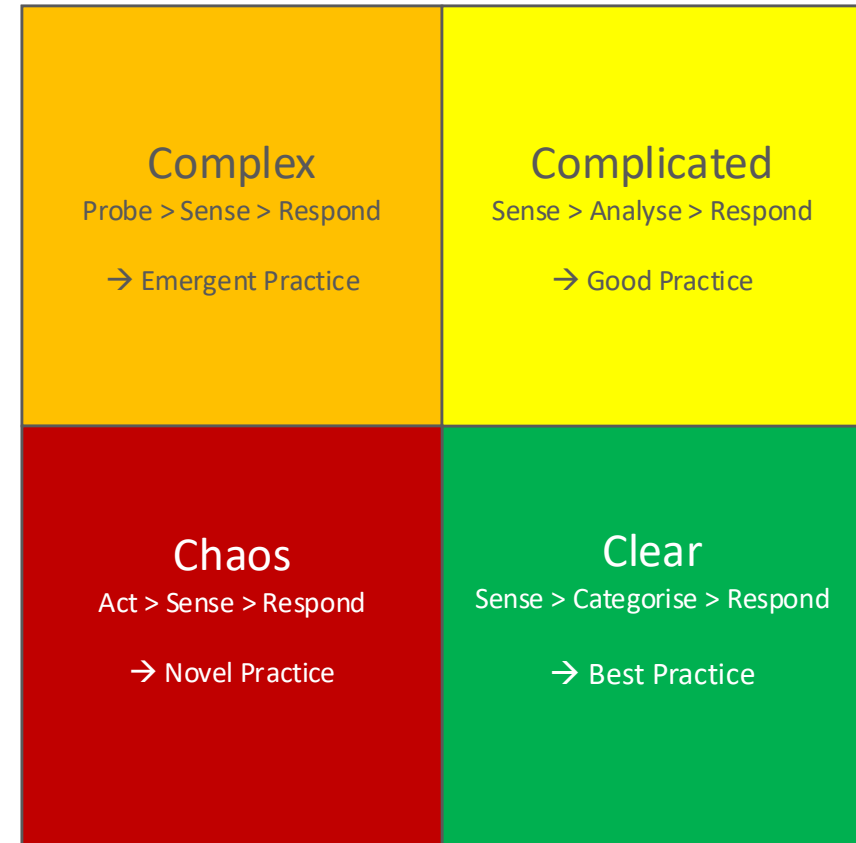 Complex
Probe > Sense > Respond
→ Emergent Practice
Complicated
Sense > Analyse > Respond
→ Good Practice
Chaos
Act > Sense > Respond
→ Novel Practice
Clear
Sense > Categorise > Respond
→ Best Practice